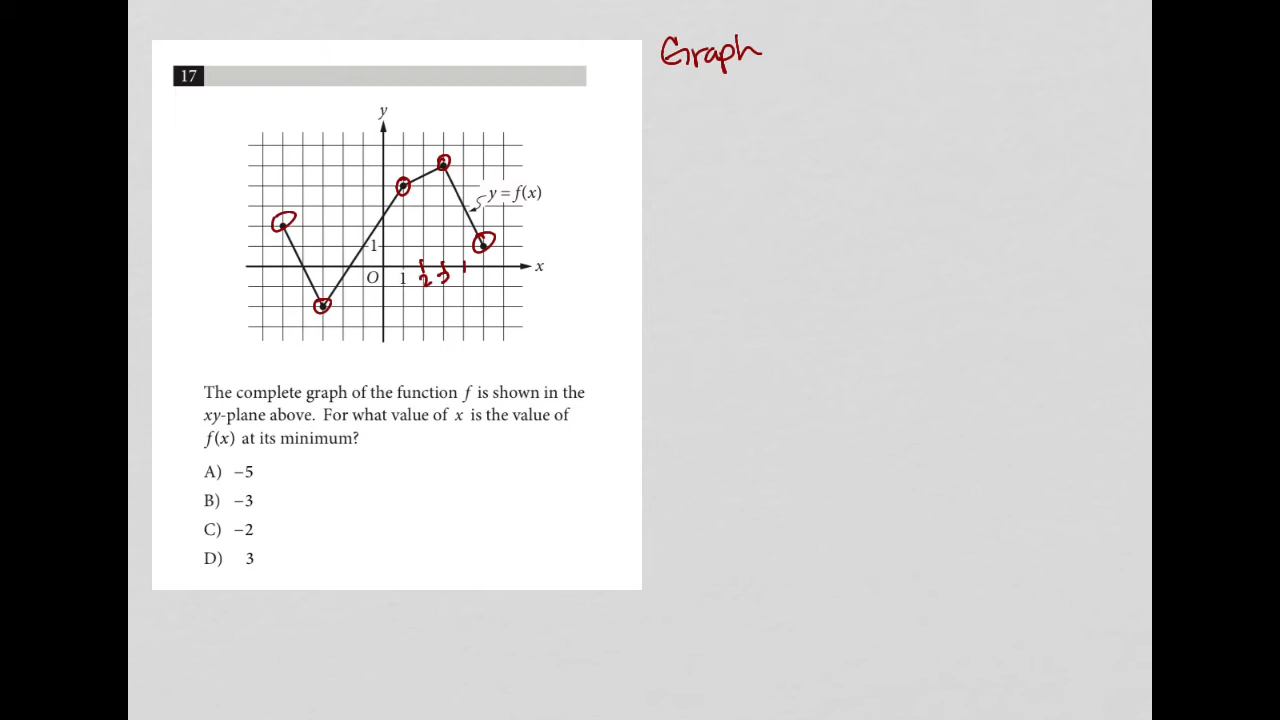 Graph
17
y
y = f(x)
1
x
O
1
2
3
The complete graph of the function f is shown in the
xy-plane above. For what value of x is the value of
f(x) at its minimum?
A) −5
B) −3
C) −2
D) 3